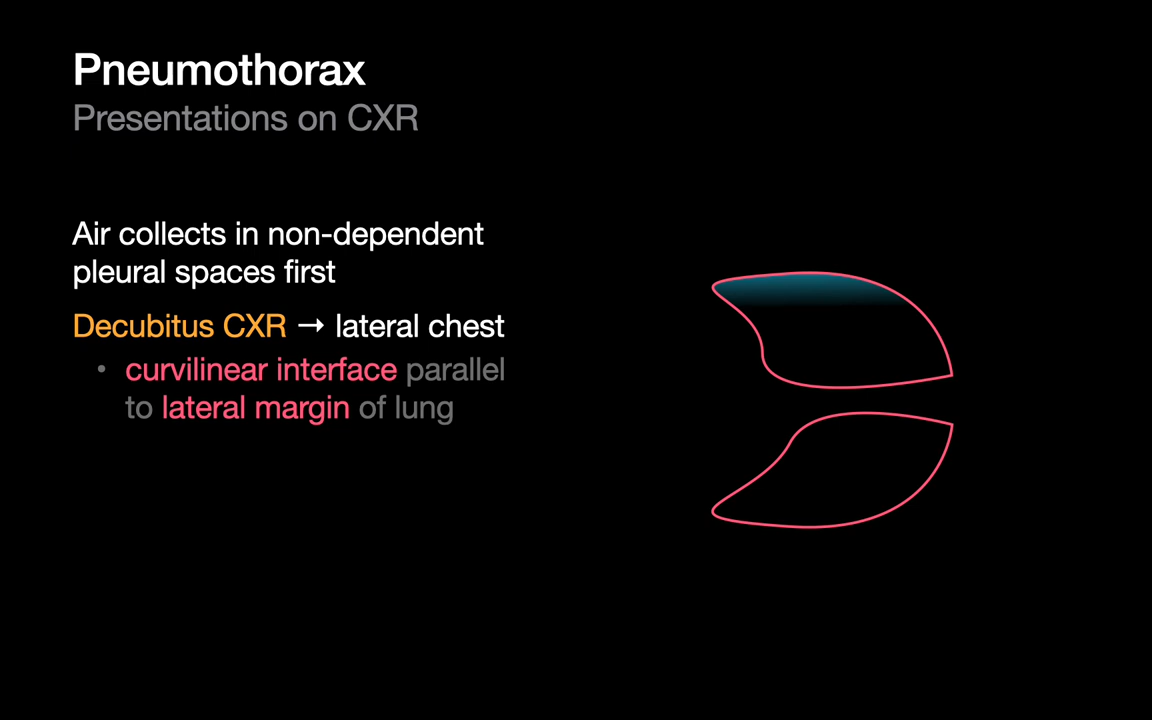 Pneumothorax
Presentations on CXR
Air collects in non-dependent
pleural spaces first
Decubitus CXR → lateral chest
• curvilinear interface parallel
to lateral margin of lung